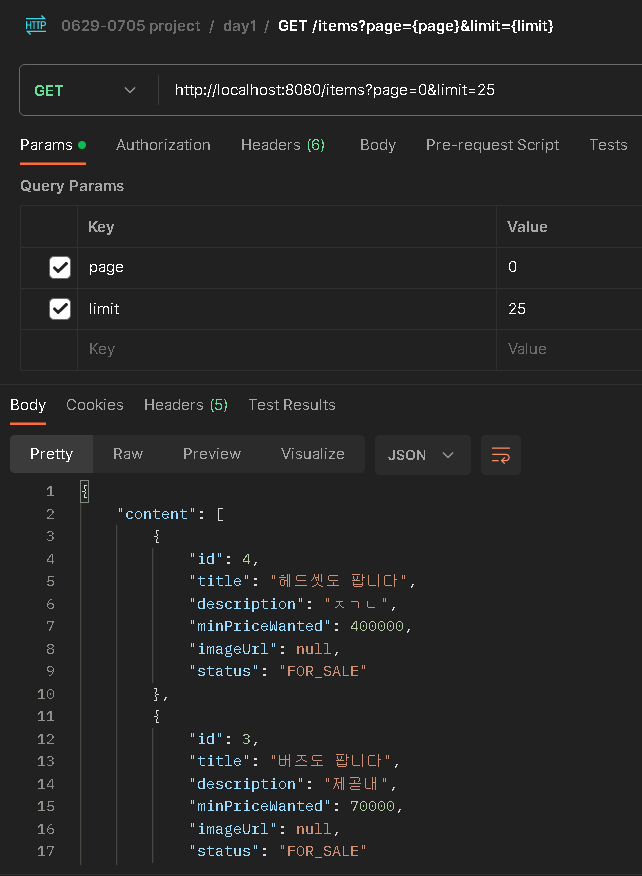 HTTP 0629-0705 project / day1 / GET /items?page={page}&limit={limit}
GET http://localhost:8080/items?page=0&limit=25
Params Authorization Headers (6) Body Pre-request Script Tests
Query Params
Key Value
page 0
limit 25
Key Value
Body Cookies Headers (5) Test Results
Pretty Raw Preview Visualize JSON
1 {
2 "content": [
3 {
4 "id": 4,
5 "title": "헤드셋도 팝니다",
6 "description": "ㅈㄱㄴ",
7 "minPriceWanted": 400000,
8 "imageUrl": null,
9 "status": "FOR_SALE"
10 },
11 {
12 "id": 3,
13 "title": "버즈도 팝니다",
14 "description": "제곧내",
15 "minPriceWanted": 70000,
16 "imageUrl": null,
17 "status": "FOR_SALE"